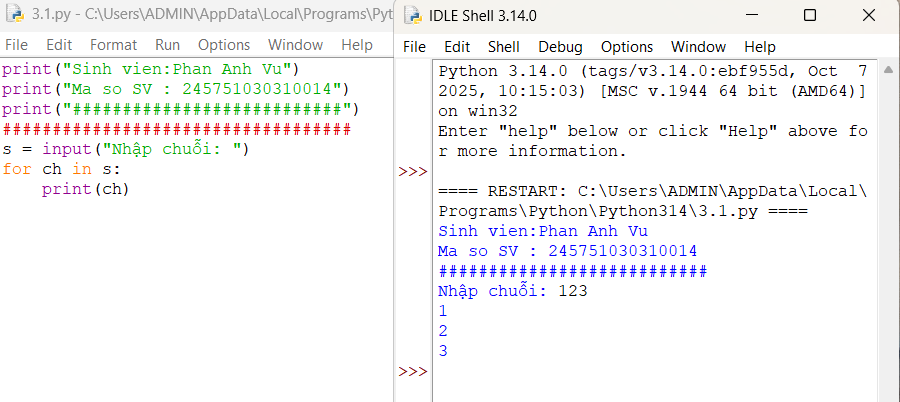 3.1.py - C:\Users\ADMIN\AppData\Local\Programs\Pyt
File Edit Format Run Options Window Help
print("Sinh vien:Phan Anh Vu")
print("Ma so SV : 245751030310014")
print("###########################")
###################################
s = input("Nhập chuỗi: ")
for ch in s:
    print(ch)
IDLE Shell 3.14.0
File Edit Shell Debug Options Window Help
Python 3.14.0 (tags/v3.14.0:ebf955d, Oct  7
2025, 10:15:03) [MSC v.1944 64 bit (AMD64)]
on win32
Enter "help" below or click "Help" above fo
r more information.
>>>
==== RESTART: C:\Users\ADMIN\AppData\Local\
Programs\Python\Python314\3.1.py ====
Sinh vien:Phan Anh Vu
Ma so SV : 245751030310014
###########################
Nhập chuỗi: 123
1
2
3
>>>